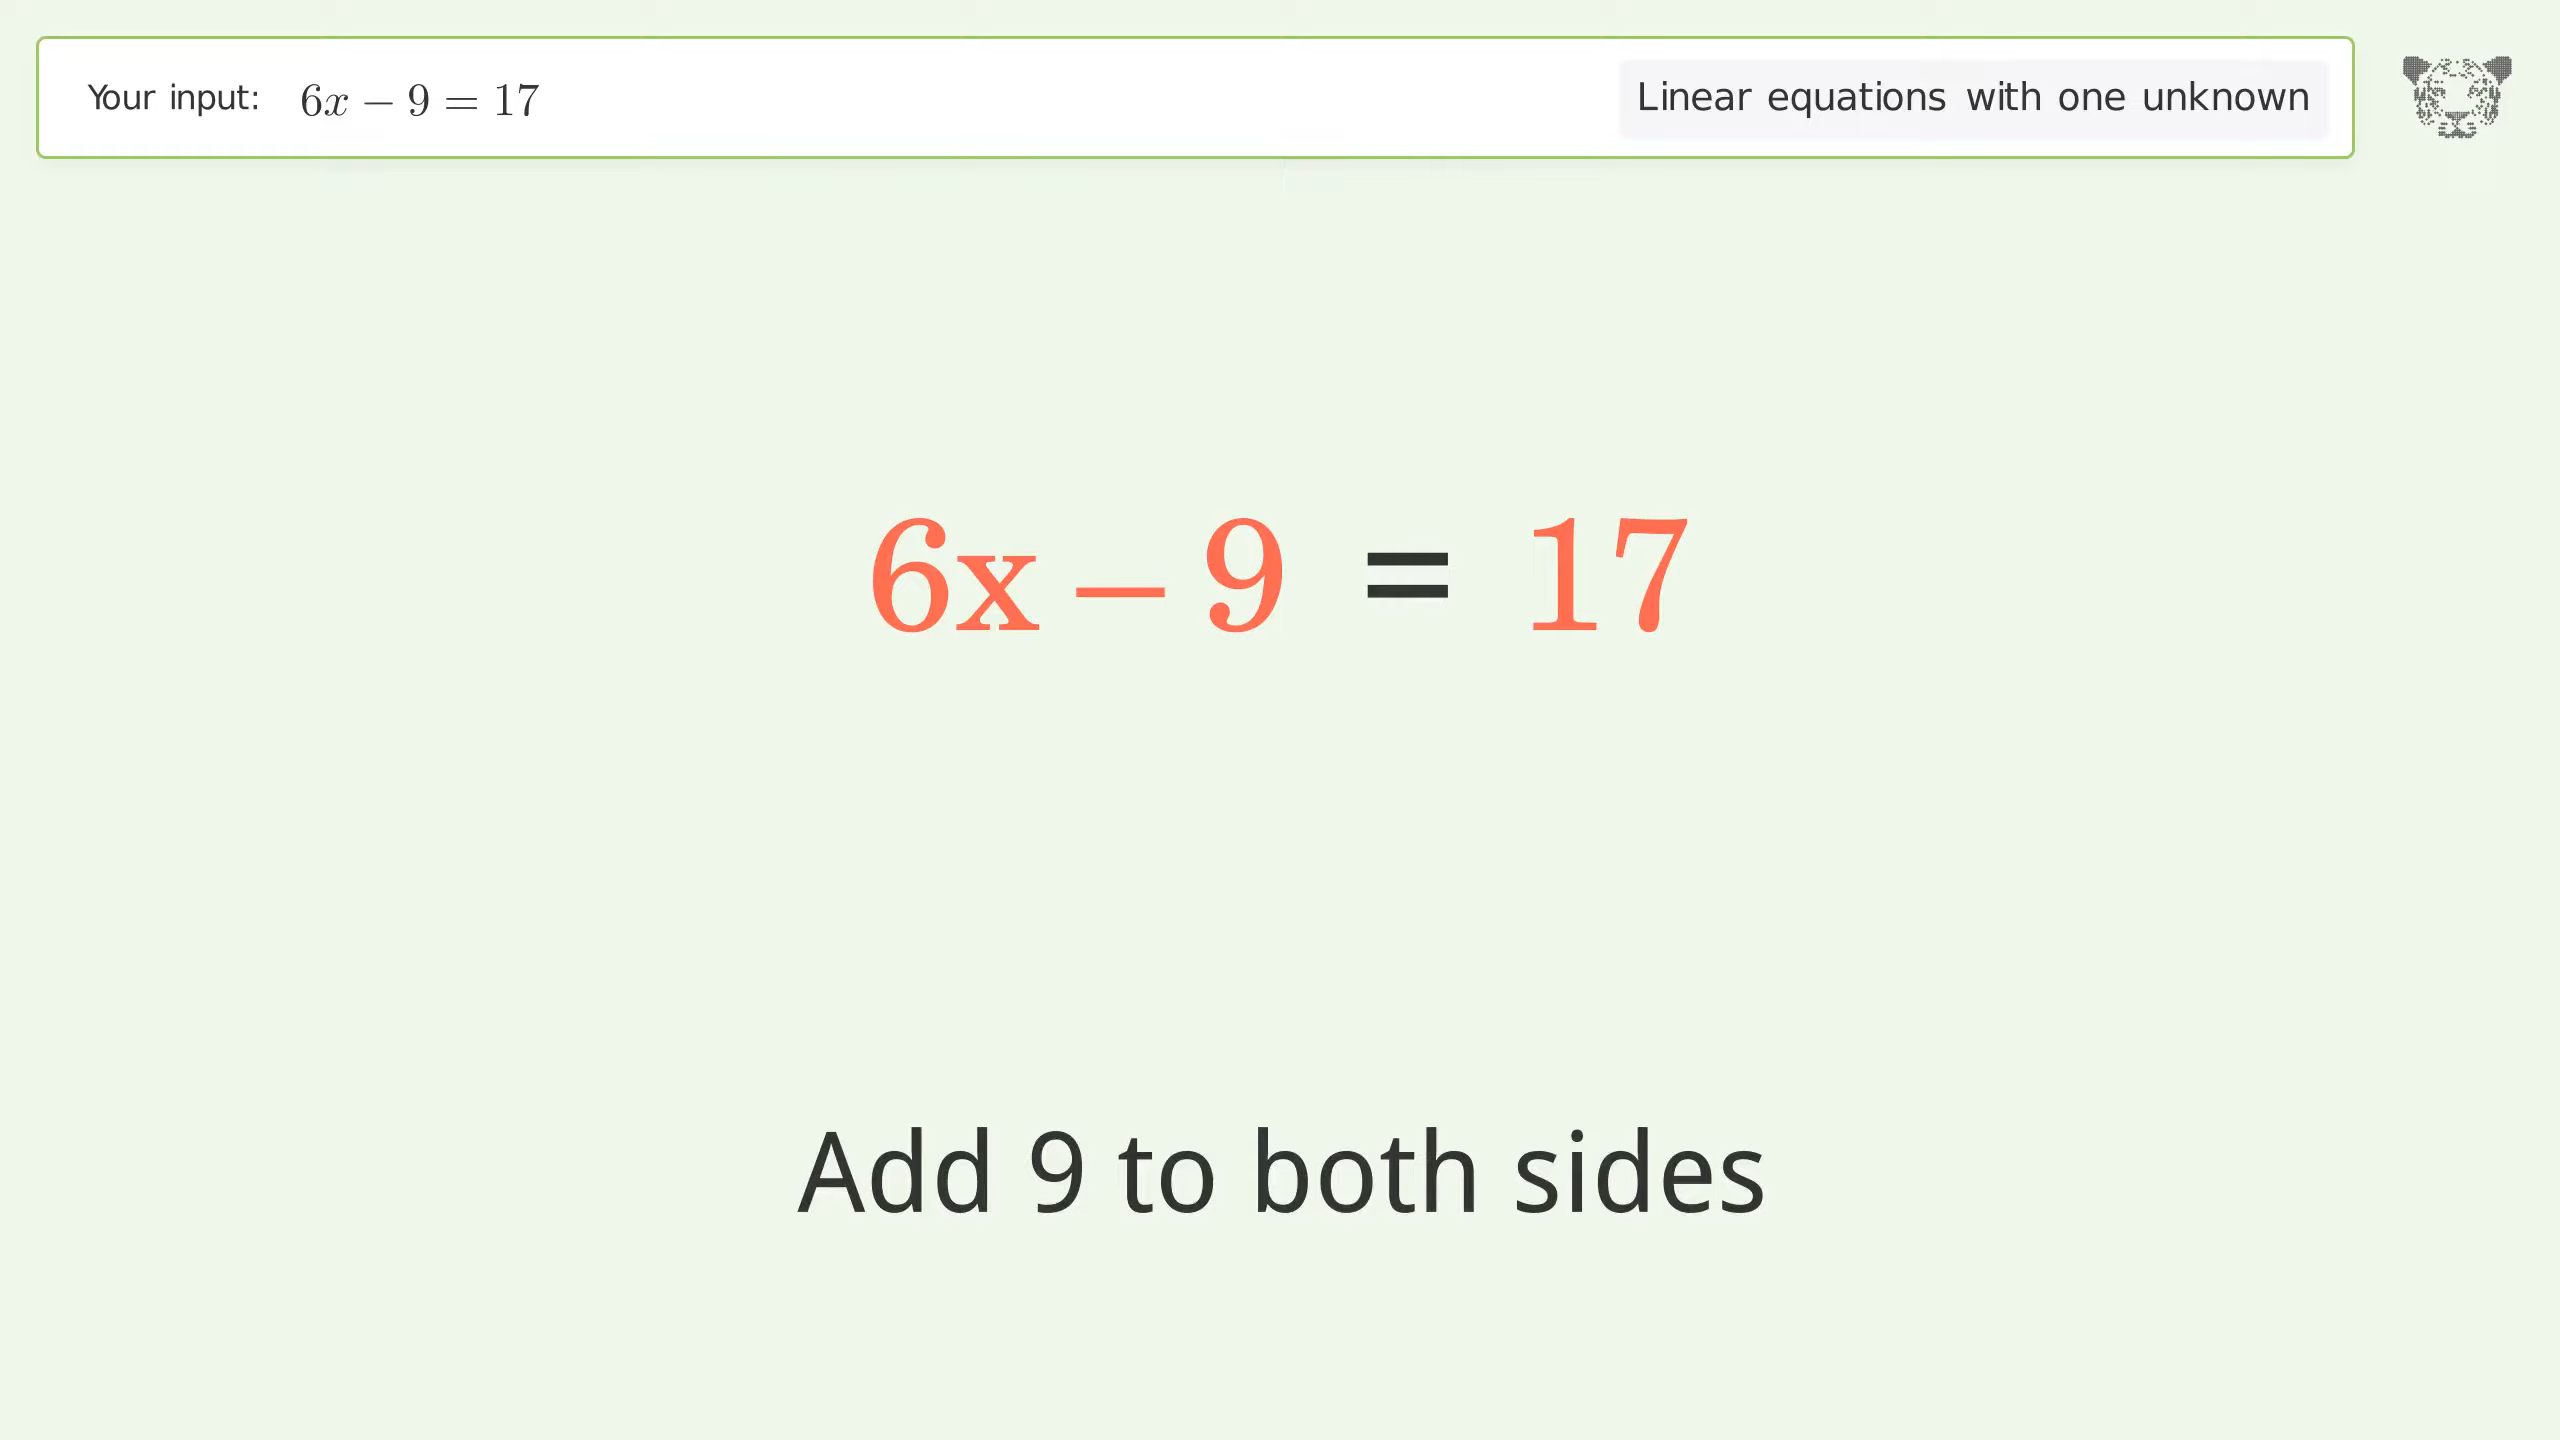 Your input: 6x − 9 = 17
Linear equations with one unknown
6x – 9 = 17
Add 9 to both sides